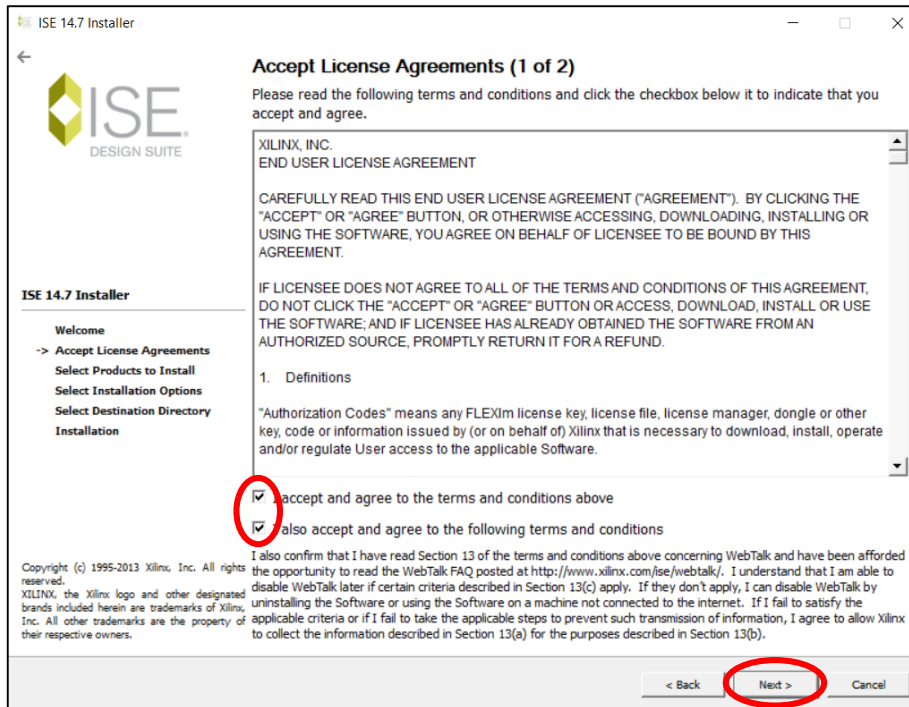 ISE 14.7 Installer
ISE.
DESIGN SUITE
ISE 14.7 Installer
Welcome
-> Accept License Agreements
Select Products to Install
Select Installation Options
Select Destination Directory
Installation
Copyright (c) 1995-2013 Xilinx, Inc. All rights
reserved.
XILINX, the Xilinx logo and other designated
brands included herein are trademarks of Xilinx,
Inc. All other trademarks are the property of
their respective owners.
Accept License Agreements (1 of 2)
Please read the following terms and conditions and click the checkbox below it to indicate that you
accept and agree.
XILINX, INC.
END USER LICENSE AGREEMENT
CAREFULLY READ THIS END USER LICENSE AGREEMENT ("AGREEMENT"). BY CLICKING THE
"ACCEPT" OR "AGREE" BUTTON, OR OTHERWISE ACCESSING, DOWNLOADING, INSTALLING OR
USING THE SOFTWARE, YOU AGREE ON BEHALF OF LICENSEE TO BE BOUND BY THIS
AGREEMENT.
IF LICENSEE DOES NOT AGREE TO ALL OF THE TERMS AND CONDITIONS OF THIS AGREEMENT,
DO NOT CLICK THE "ACCEPT" OR "AGREE" BUTTON OR ACCESS, DOWNLOAD, INSTALL OR USE
THE SOFTWARE; AND IF LICENSEE HAS ALREADY OBTAINED THE SOFTWARE FROM AN
AUTHORIZED SOURCE, PROMPTLY RETURN IT FOR A REFUND.
1. Definitions
"Authorization Codes" means any FLEXlm license key, license file, license manager, dongle or other
key, code or information issued by (or on behalf of) Xilinx that is necessary to download, install, operate
and/or regulate User access to the applicable Software.
I accept and agree to the terms and conditions above
I also accept and agree to the following terms and conditions
I also confirm that I have read Section 13 of the terms and conditions above concerning WebTalk and have been afforded
the opportunity to read the WebTalk FAQ posted at http://www.xilinx.com/ise/webtalk/. I understand that I am able to
disable WebTalk later if certain criteria described in Section 13(c) apply. If they don't apply, I can disable WebTalk by
uninstalling the Software or using the Software on a machine not connected to the internet. If I fail to satisfy the
applicable criteria or if I fail to take the applicable steps to prevent such transmission of information, I agree to allow Xilinx
to collect the information described in Section 13(a) for the purposes described in Section 13(b).
< Back
Next >
Cancel